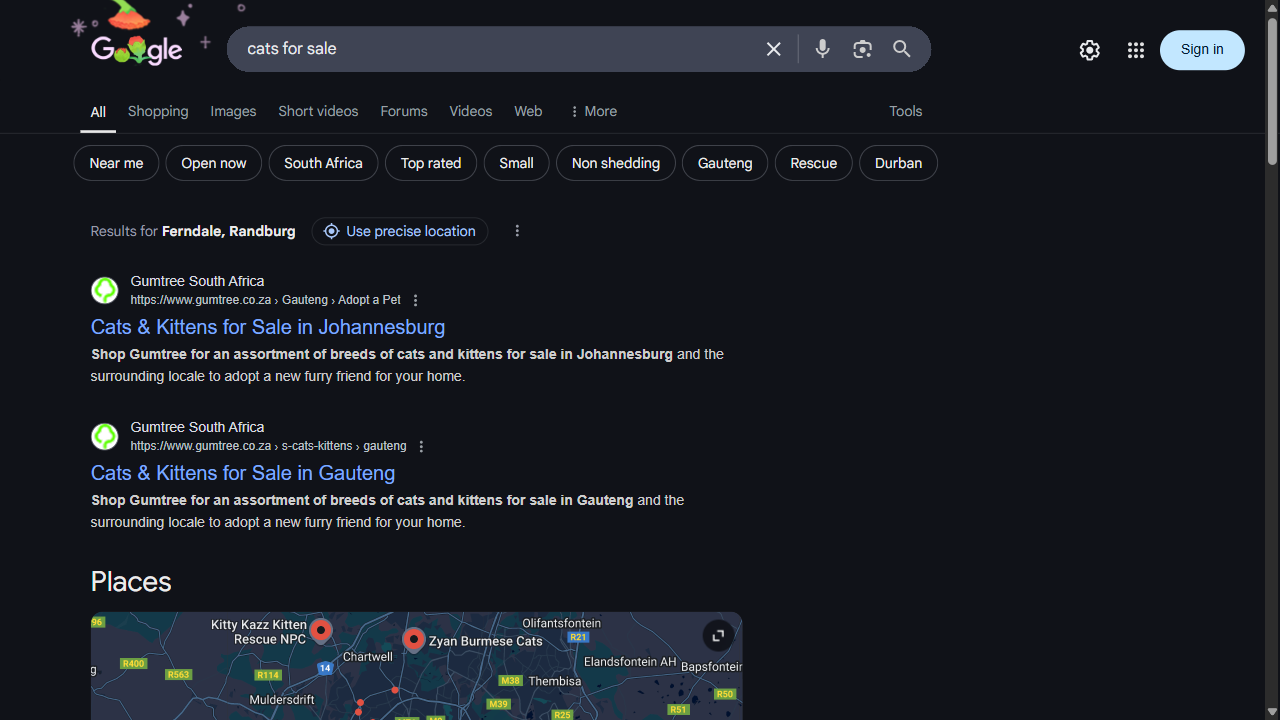 Google
cats for sale
Sign in
All Shopping Images Short videos Forums Videos Web More Tools
Near me Open now South Africa Top rated Small Non shedding Gauteng Rescue Durban
Results for Ferndale, Randburg Use precise location
Gumtree South Africa
https://www.gumtree.co.za › Gauteng › Adopt a Pet
Cats & Kittens for Sale in Johannesburg
Shop Gumtree for an assortment of breeds of cats and kittens for sale in Johannesburg and the
surrounding locale to adopt a new furry friend for your home.
Gumtree South Africa
https://www.gumtree.co.za › s-cats-kittens › gauteng
Cats & Kittens for Sale in Gauteng
Shop Gumtree for an assortment of breeds of cats and kittens for sale in Gauteng and the
surrounding locale to adopt a new furry friend for your home.
Places
96
Kitty Kazz Kitten
Rescue NPC
Olifantsfontein
R21
Zyan Burmese Cats
Chartwell
R400
14
Elandsfontein AH
Bapsfontein
g
R563
R114
M38
Thembisa
Muldersdrift
R50
M39
R51
R25